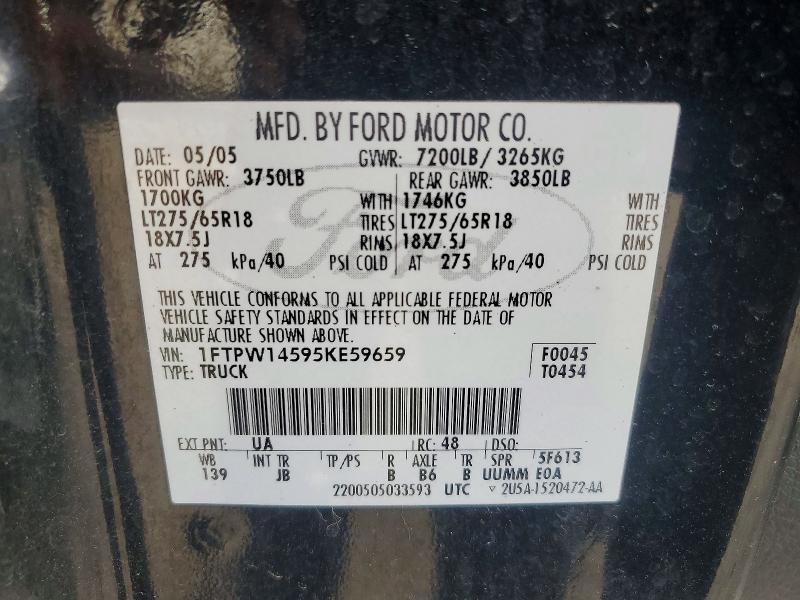 MFD. BY FORD MOTOR CO.
DATE: 05/05 GVWR: 7200LB/ 3265KG
FRONT GAWR: 3750LB REAR GAWR: 3850LB
1700KG WITH 1746KG WITH
LT275/65R18 TIRES LT275/65R18 TIRES
18X7.5J RIMS 18X7.5J RIMS
AT 275 kPa/40 PSI COLD AT 275 kPa/40 PSI COLD
Ford
THIS VEHICLE CONFORMS TO ALL APPLICABLE FEDERAL MOTOR
VEHICLE SAFETY STANDARDS IN EFFECT ON THE DATE OF
MANUFACTURE SHOWN ABOVE.
VIN: 1FTPW14595KE59659 F0045
TYPE: TRUCK T0454
EXT PNT: UA RC: 48 DSO:
WB INT TR TP/PS R AXLE TR SPR 5F613
139 JB B B6 B UUMM E0A
2200505033593 UTC ▽ 2U5A-1520472-AA